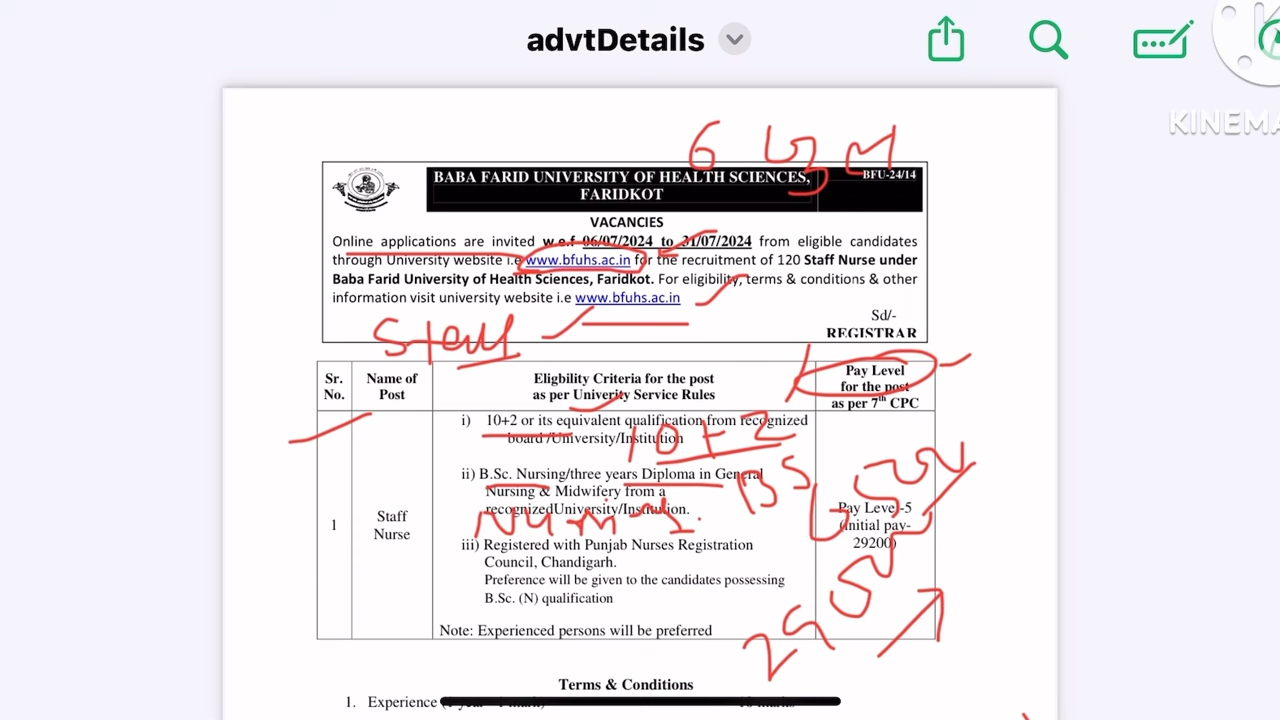 advtDetails
KINEMA
BABA FARID UNIVERSITY OF HEALTH SCIENCES,
FARIDKOT
BFU-24/14
VACANCIES
Online applications are invited w.e.f 06/07/2024 to 31/07/2024 from eligible candidates
through University website i.e www.bfuhs.ac.in for the recruitment of 120 Staff Nurse under
Baba Farid University of Health Sciences, Faridkot. For eligibility, terms & conditions & other
information visit university website i.e www.bfuhs.ac.in
Sd/-
REGISTRAR
Staff
Sr.
No.
Name of
Post
Eligbility Criteria for the post
as per Univerity Service Rules
Pay Level
for the post
as per 7th CPC
1
Staff
Nurse
i) 10+2 or its equivalent qualification from recognized
board /University/Institution
10+2
ii) B.Sc. Nursing/three years Diploma in General
Nursing & Midwifery from a
recognizedUniversity/Institution.
iii) Registered with Punjab Nurses Registration
Council, Chandigarh.
Preference will be given to the candidates possessing
B.Sc. (N) qualification
Note: Experienced persons will be preferred
Pay Level-5
(initial pay-
29200)
Terms & Conditions
1. Experience